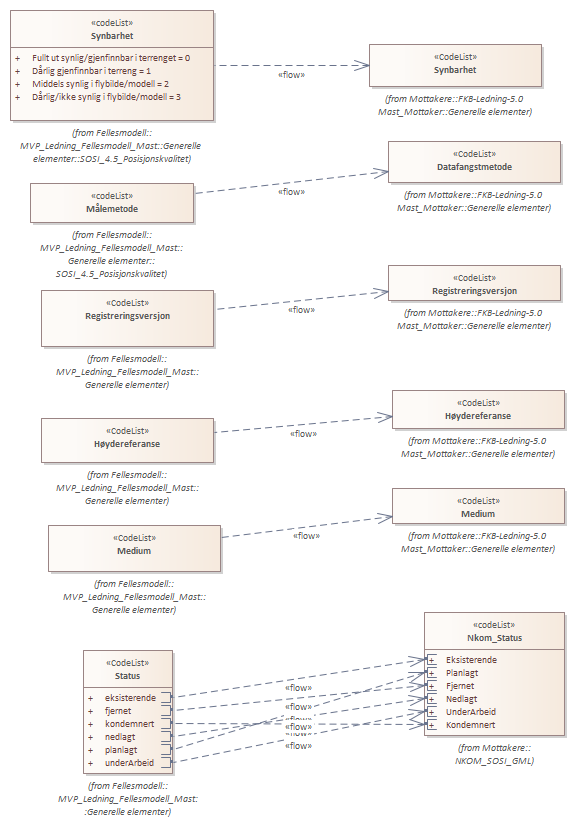 «codeList»
Synbarhet
+ Fullt ut synlig/gjenfinnbar i terrenget = 0
+ Dårlig gjenfinnbar i terreng = 1
+ Middels synlig i flybilde/modell = 2
+ Dårlig/ikke synlig i flybilde/modell = 3
(from Fellesmodell::
MVP_Ledning_Fellesmodell_Mast::Generelle
elementer::SOSI_4.5_Posisjonskvalitet)
«flow»
«codeList»
Synbarhet
(from Mottakere::FKB-Ledning-5.0
Mast_Mottaker::Generelle elementer)
«codeList»
Målemetode
(from Fellesmodell::
MVP_Ledning_Fellesmodell_Mast::
Generelle elementer::
SOSI_4.5_Posisjonskvalitet)
«flow»
«codeList»
Datafangstmetode
(from Mottakere::FKB-Ledning-5.0
Mast_Mottaker::Generelle elementer)
«CodeList»
Registreringsversjon
(from Fellesmodell::
MVP_Ledning_Fellesmodell_Mast::
Generelle elementer)
«flow»
«CodeList»
Registreringsversjon
(from Mottakere::FKB-Ledning-5.0
Mast_Mottaker::Generelle elementer)
«CodeList»
Høydereferanse
(from Fellesmodell::
MVP_Ledning_Fellesmodell_Mast::
Generelle elementer)
«flow»
«CodeList»
Høydereferanse
(from Mottakere::FKB-Ledning-5.0
Mast_Mottaker::Generelle elementer)
«CodeList»
Medium
(from Fellesmodell::
MVP_Ledning_Fellesmodell_Mast::
Generelle elementer)
«flow»
«CodeList»
Medium
(from Mottakere::FKB-Ledning-5.0
Mast_Mottaker::Generelle elementer)
«CodeList»
Status
+ eksisterende
+ fjernet
+ kondemnert
+ nedlagt
+ planlagt
+ underArbeid
(from Fellesmodell::
MVP_Ledning_Fellesmodell_Mast:
:Generelle elementer)
«flow»
«flow»
«flow»
«flow»
«flow»
«flow»
«codeList»
Nkom_Status
+ Eksisterende
+ Planlagt
+ Fjernet
+ Nedlagt
+ UnderArbeid
+ Kondemnert
(from Mottakere::
NKOM_SOSI_GML)